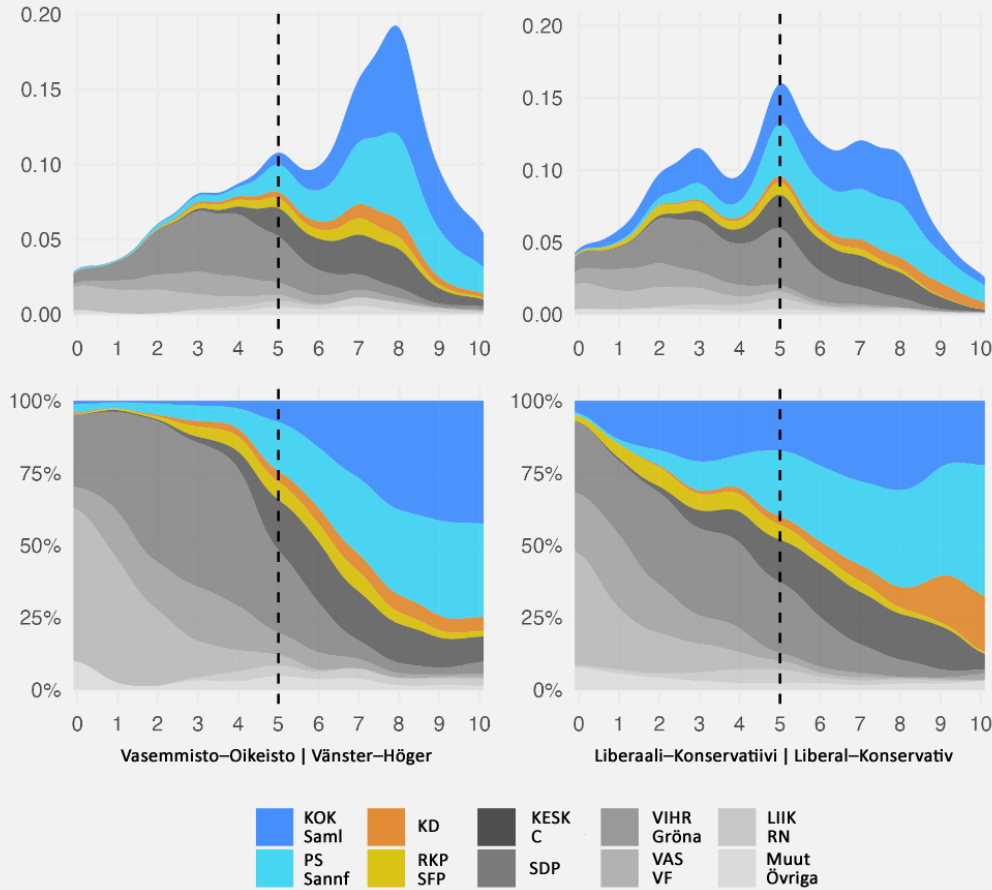 0.20
0.15
0.10
0.05
0.00
0 1 2 3 4 5 6 7 8 9 10
0.20
0.15
0.10
0.05
0.00
0 1 2 3 4 5 6 7 8 9 10
100%
75%
50%
25%
0%
0 1 2 3 4 5 6 7 8 9 10
Vasemmisto–Oikeisto | Vänster–Höger
100%
75%
50%
25%
0%
0 1 2 3 4 5 6 7 8 9 10
Liberaali–Konservatiivi | Liberal–Konservativ
KOK
Saml
PS
Sannf
KD
RKP
SFP
KESK
C
SDP
VIHR
Gröna
VAS
VF
LIIK
RN
Muut
Övriga